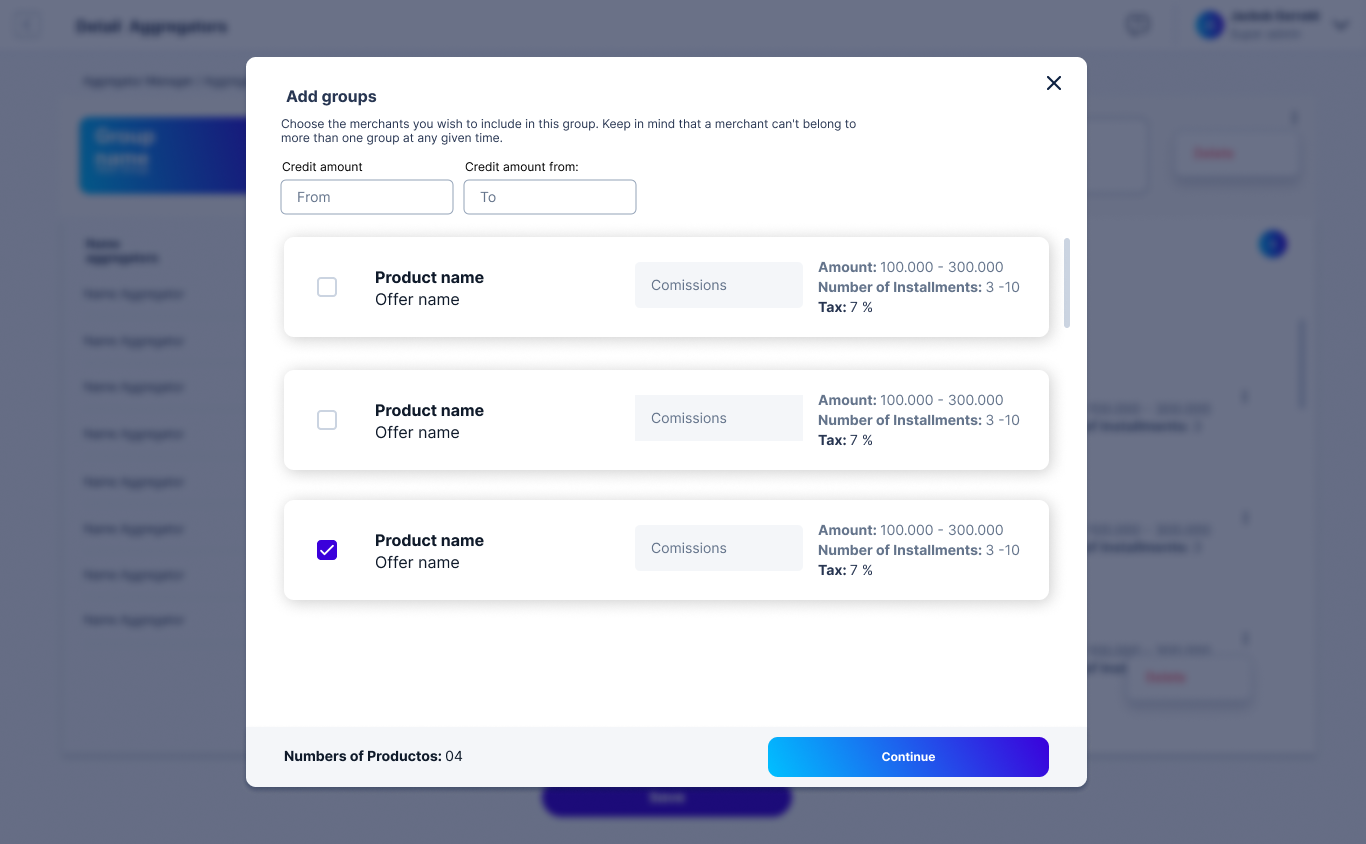 Detail Aggregators
Super admin
Group
name
Delete
Name
aggregators
Name Aggregator
Name Aggregator
Name Aggregator
Name Aggregator
Name Aggregator
Name Aggregator
Name Aggregator
Name Aggregator
Add groups
Choose the merchants you wish to include in this group. Keep in mind that a merchant can't belong to
more than one group at any given time.
Credit amount
Credit amount from:
From
To
Product name
Offer name
Comissions
Amount: 100.000 - 300.000
Number of Installments: 3 -10
Tax: 7 %
Product name
Offer name
Comissions
Amount: 100.000 - 300.000
Number of Installments: 3 -10
Tax: 7 %
Product name
Offer name
Comissions
Amount: 100.000 - 300.000
Number of Installments: 3 -10
Tax: 7 %
Delete
Numbers of Productos: 04
Continue